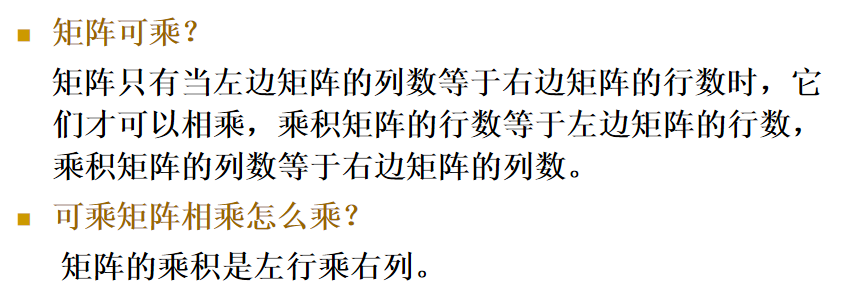 矩阵可乘？
矩阵只有当左边矩阵的列数等于右边矩阵的行数时，它
们才可以相乘，乘积矩阵的行数等于左边矩阵的行数，
乘积矩阵的列数等于右边矩阵的列数。
可乘矩阵相乘怎么乘？
矩阵的乘积是左行乘右列。